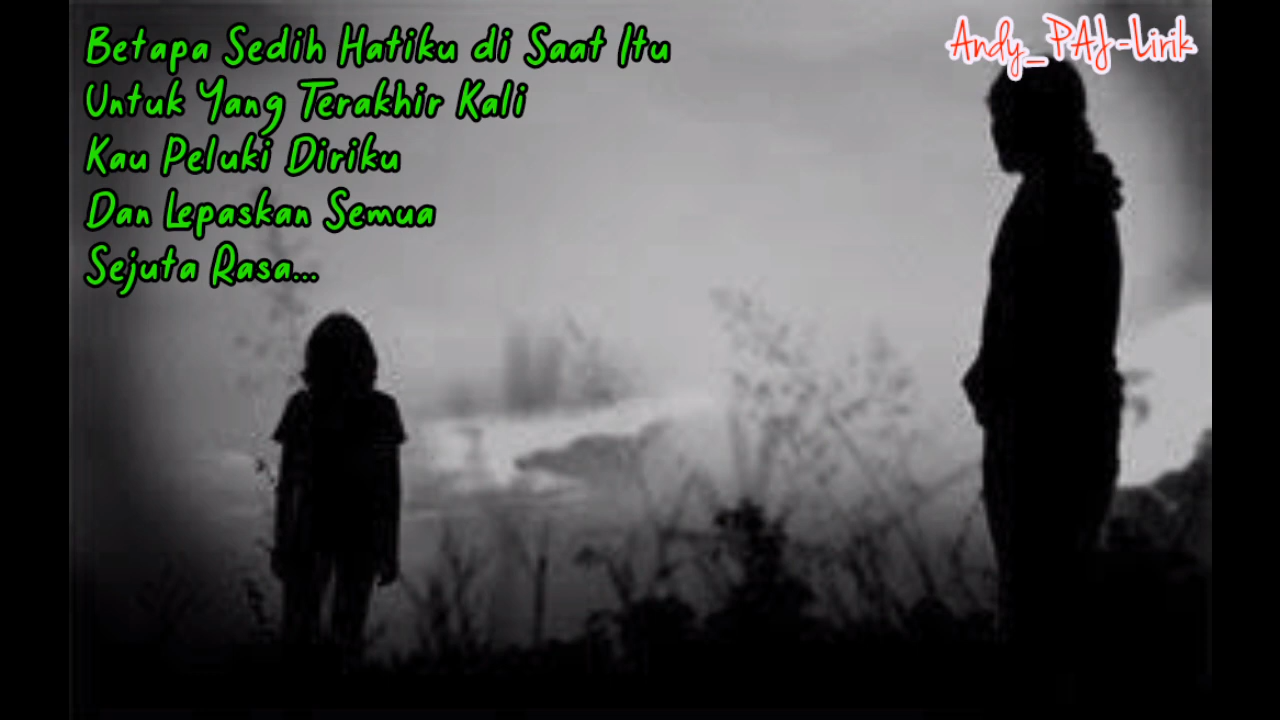 Betapa Sedih Hatiku di Saat Itu
Untuk Yang Terakhir Kali
Kau Peluki Diriku
Dan Lepaskan Semua
Sejuta Rasa...
Andy_PAJ-Lirik